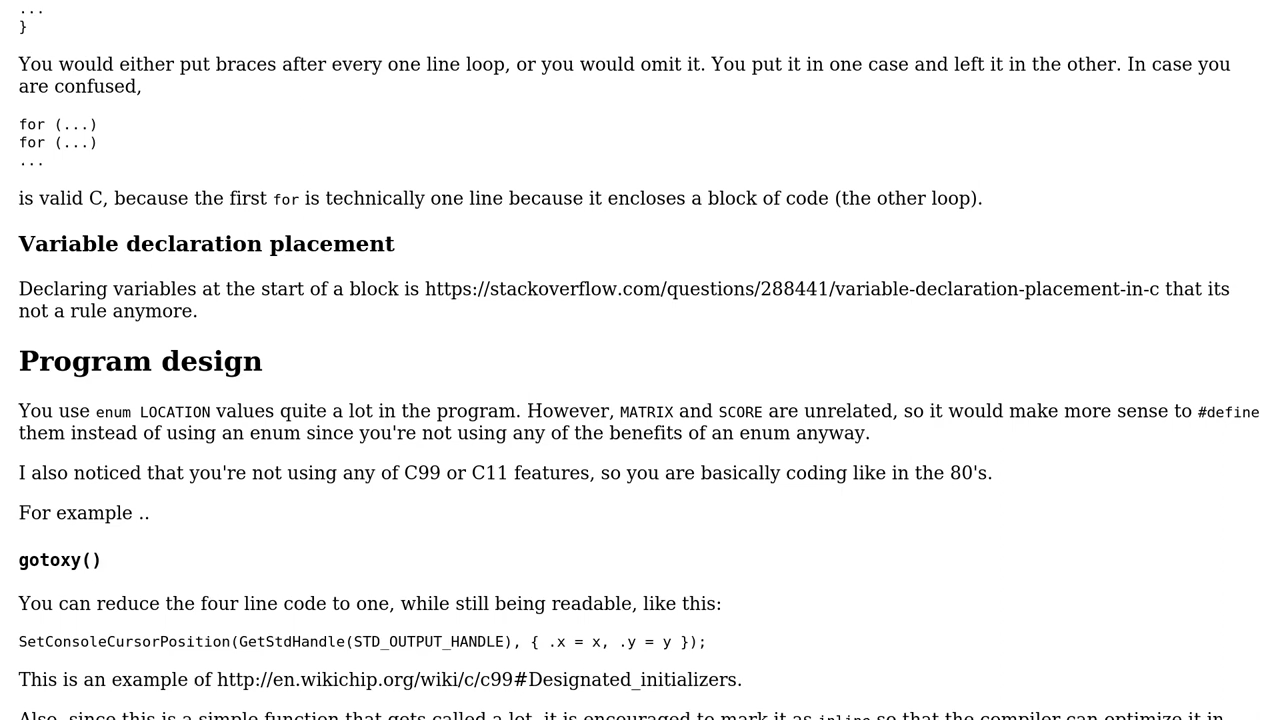 ...
}
You would either put braces after every one line loop, or you would omit it. You put it in one case and left it in the other. In case you
are confused,
for (...)
for (...)
...
is valid C, because the first for is technically one line because it encloses a block of code (the other loop).
Variable declaration placement
Declaring variables at the start of a block is https://stackoverflow.com/questions/288441/variable-declaration-placement-in-c that its
not a rule anymore.
Program design
You use enum LOCATION values quite a lot in the program. However, MATRIX and SCORE are unrelated, so it would make more sense to #define
them instead of using an enum since you're not using any of the benefits of an enum anyway.
I also noticed that you're not using any of C99 or C11 features, so you are basically coding like in the 80's.
For example ..
gotoxy()
You can reduce the four line code to one, while still being readable, like this:
SetConsoleCursorPosition(GetStdHandle(STD_OUTPUT_HANDLE), { .x = x, .y = y });
This is an example of http://en.wikichip.org/wiki/c/c99#Designated_initializers.
Also, since this is a simple function that gets called a lot, it is encouraged to mark it as inline so that the compiler can optimize it in